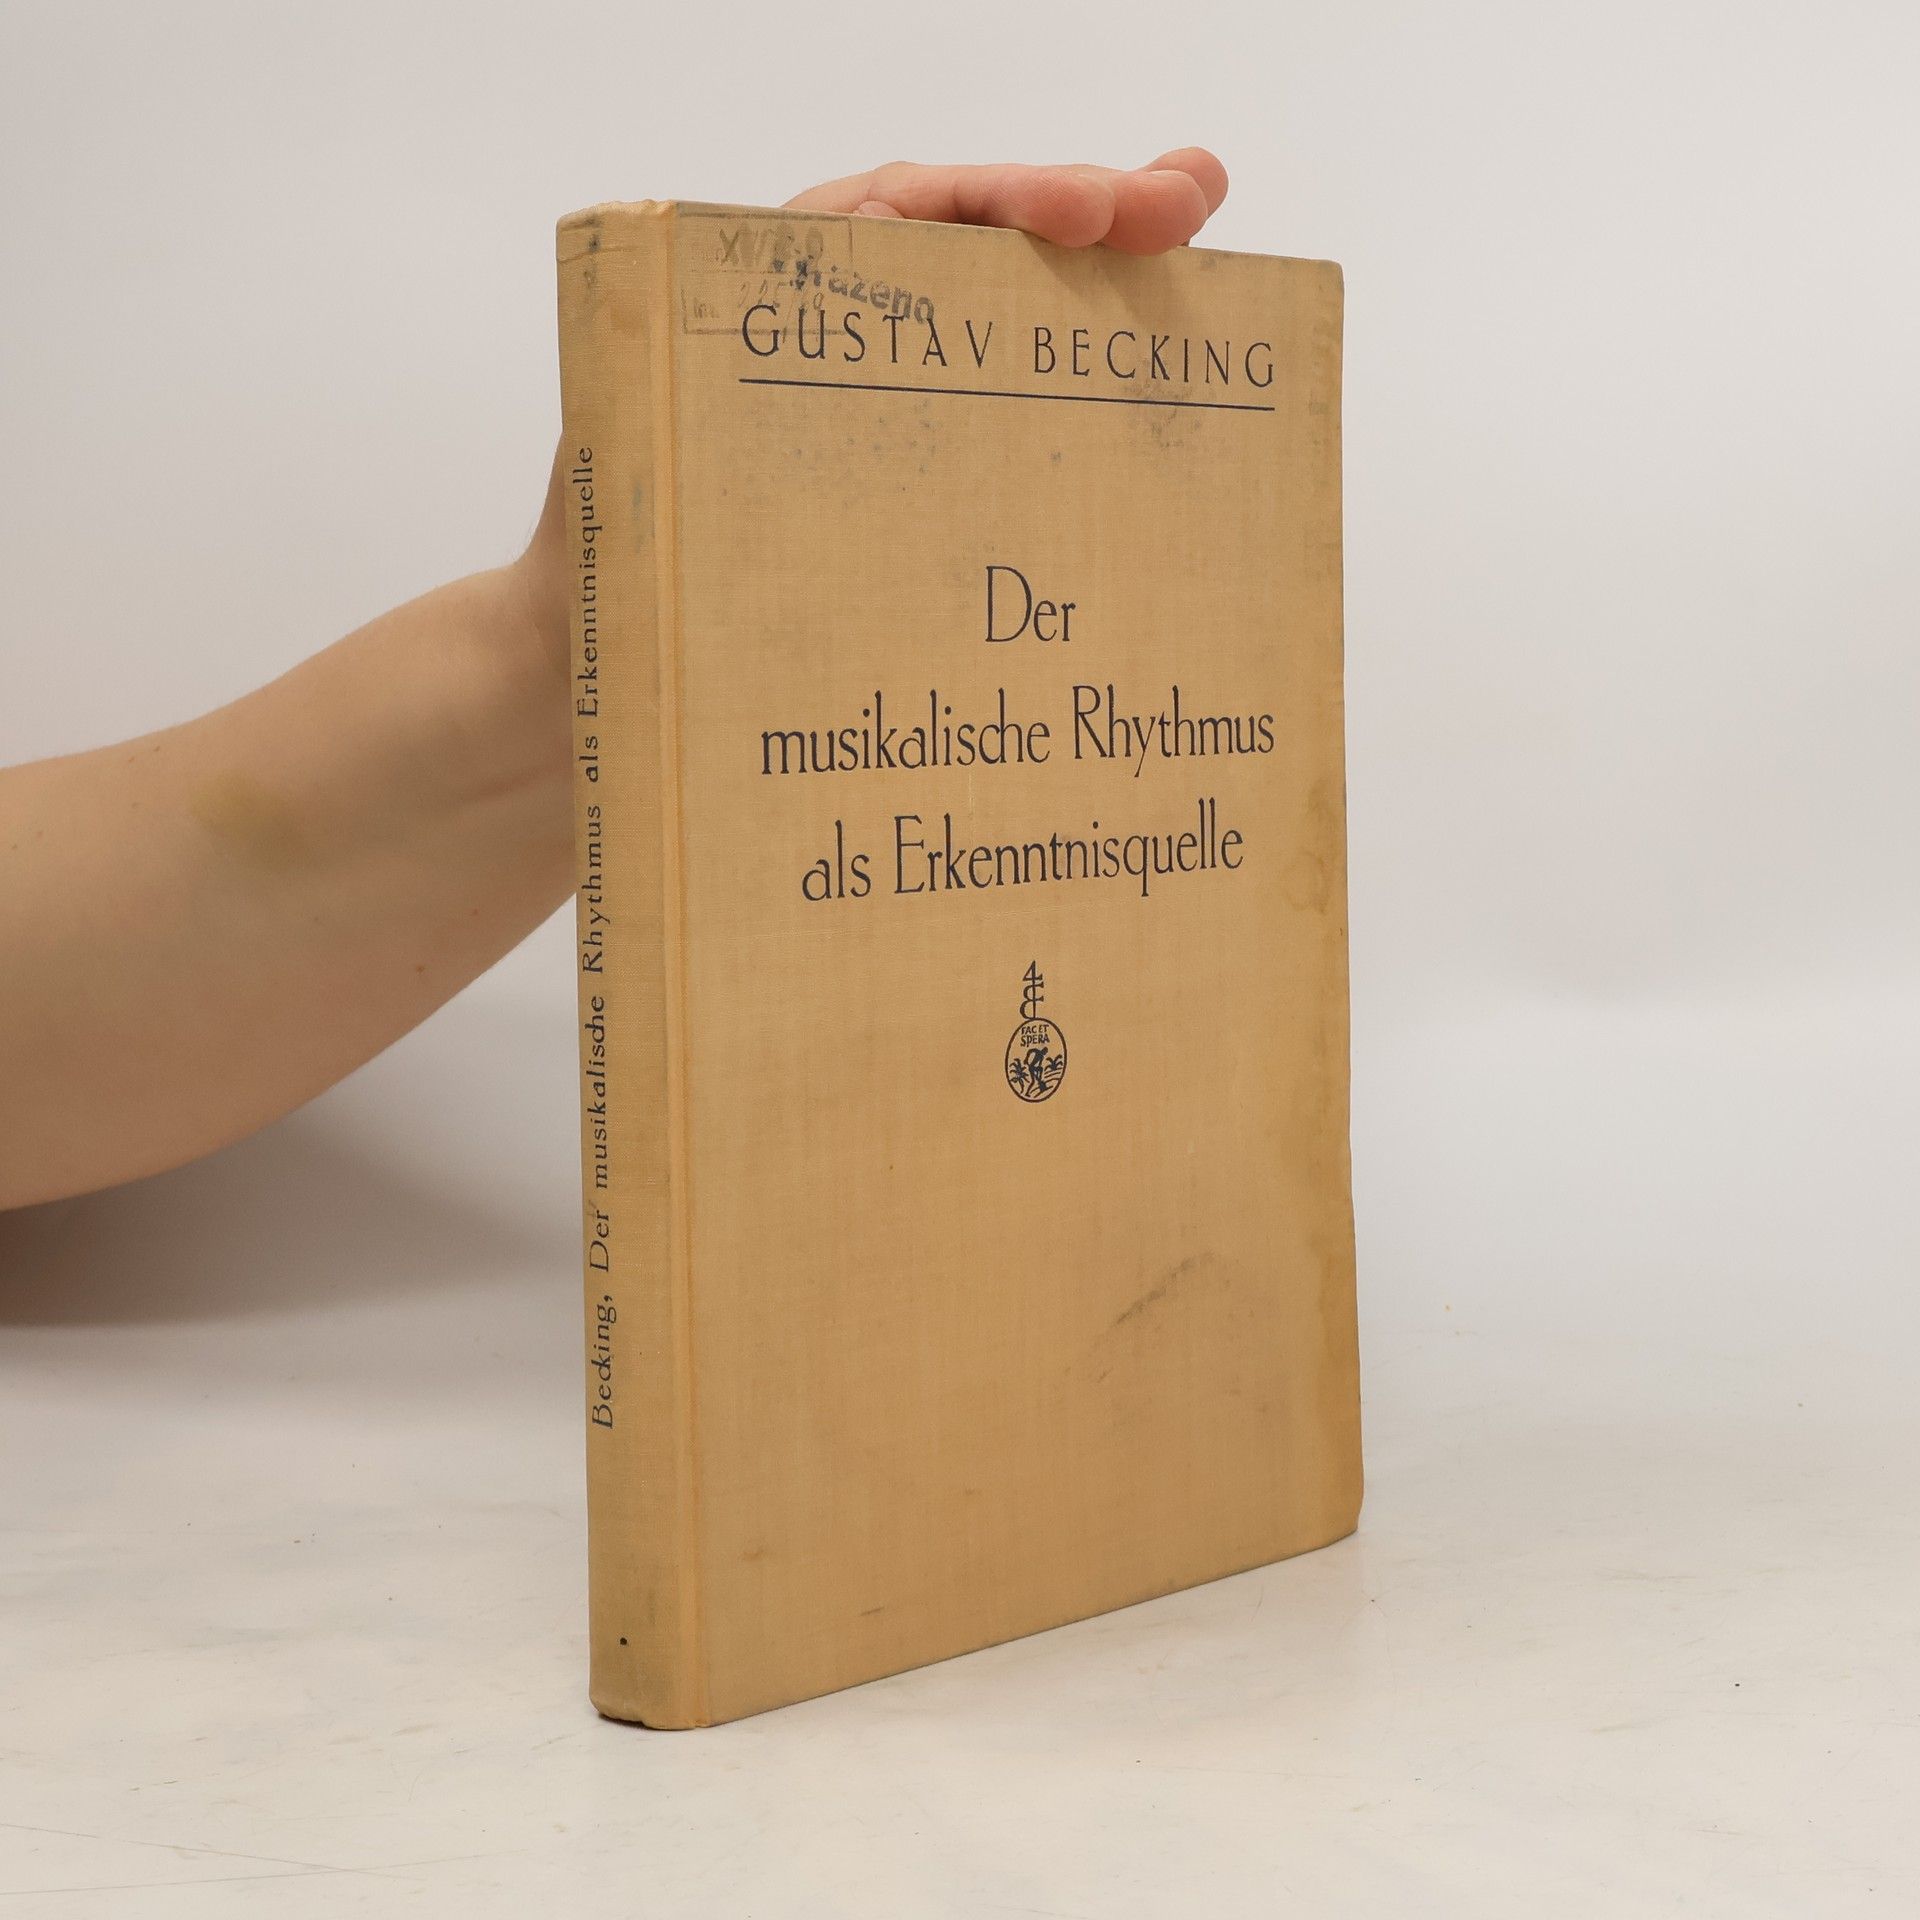 GUSTAV BECKING
Der
musikalische Rhythmus
als Erkenntnisquelle
FAC ET
SPERA
Becking, Der musikalische Rhythmus als Erkenntnisquelle